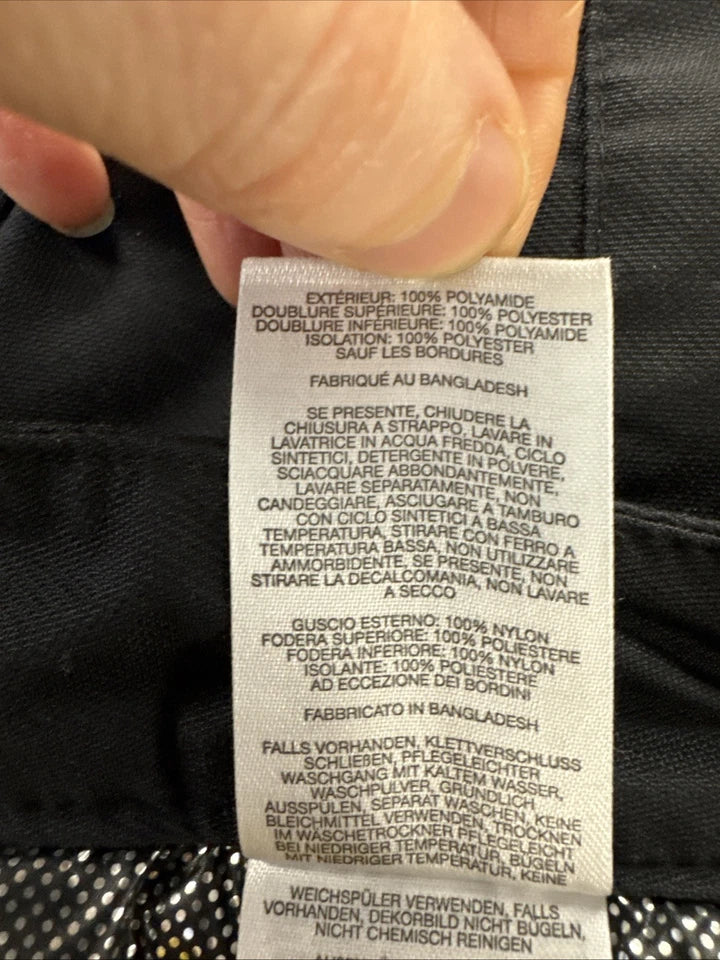 EXTÉRIEUR: 100% POLYAMIDE
DOUBLURE SUPÉRIEURE: 100% POLYESTER
DOUBLURE INFÉRIEURE: 100% POLYAMIDE
ISOLATION: 100% POLYESTER
SAUF LES BORDURES
FABRIQUÉ AU BANGLADESH
SE PRESENTE, CHIUDERE LA
CHIUSURA A STRAPPO, LAVARE IN
LAVATRICE IN ACQUA FREDDA, CICLO
SINTETICI, DETERGENTE IN POLVERE,
SCIACQUARE ABBONDANTEMENTE,
LAVARE SEPARATAMENTE, NON
CANDEGGIARE, ASCIUGARE A TAMBURO
CON CICLO SINTETICI A BASSA
TEMPERATURA, STIRARE CON FERRO A
TEMPERATURA BASSA, NON UTILIZZARE
AMMORBIDENTE, SE PRESENTE, NON
STIRARE LA DECALCOMANIA, NON LAVARE
A SECCO
GUSCIO ESTERNO: 100% NYLON
FODERA SUPERIORE: 100% POLIESTERE
FODERA INFERIORE: 100% NYLON
ISOLANTE: 100% POLIESTERE
AD ECCEZIONE DEI BORDINI
FABBRICATO IN BANGLADESH
FALLS VORHANDEN, KLETTVERSCHLUSS
SCHLIEßEN, PFLEGELEICHTER
WASCHGANG MIT KALTEM WASSER,
WASCHPULVER, GRÜNDLICH
AUSSPÜLEN, SEPARAT WASCHEN, KEINE
BLEICHMITTEL VERWENDEN, TROCKNEN
IM WÄSCHETROCKNER PFLEGELEICHT
BEI NIEDRIGER TEMPERATUR, BÜGELN
MIT NIEDRIGER TEMPERATUR, KEINE
WEICHSPÜLER VERWENDEN, FALLS
VORHANDEN, DEKORBILD NICHT BÜGELN,
NICHT CHEMISCH REINIGEN